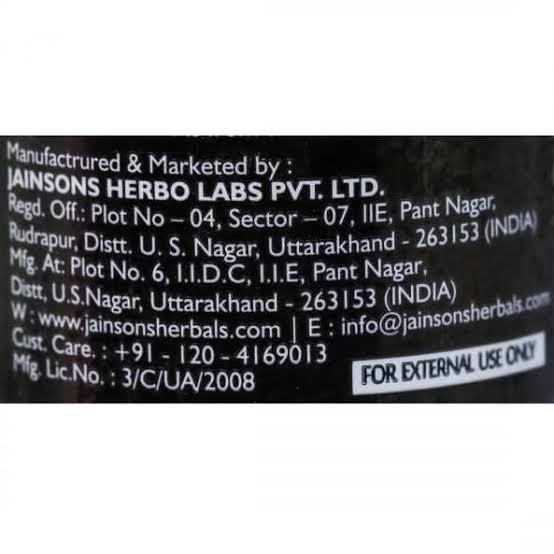 Manufactrured & Marketed by :
JAINSONS HERBO LABS PVT. LTD.
Regd. Off.: Plot No – 04, Sector – 07, IIE, Pant Nagar,
Rudrapur, Distt. U. S. Nagar, Uttarakhand - 263153 (INDIA)
Mfg. At: Plot No. 6, I.I.D.C, I.I.E, Pant Nagar,
Distt, U.S.Nagar, Uttarakhand - 263153 (INDIA)
W : www.jainsonsherbals.com | E : info@jainsonsherbals.com
Cust. Care. : +91 - 120 - 4169013
Mfg. Lic.No. : 3/C/UA/2008
FOR EXTERNAL USE ONLY